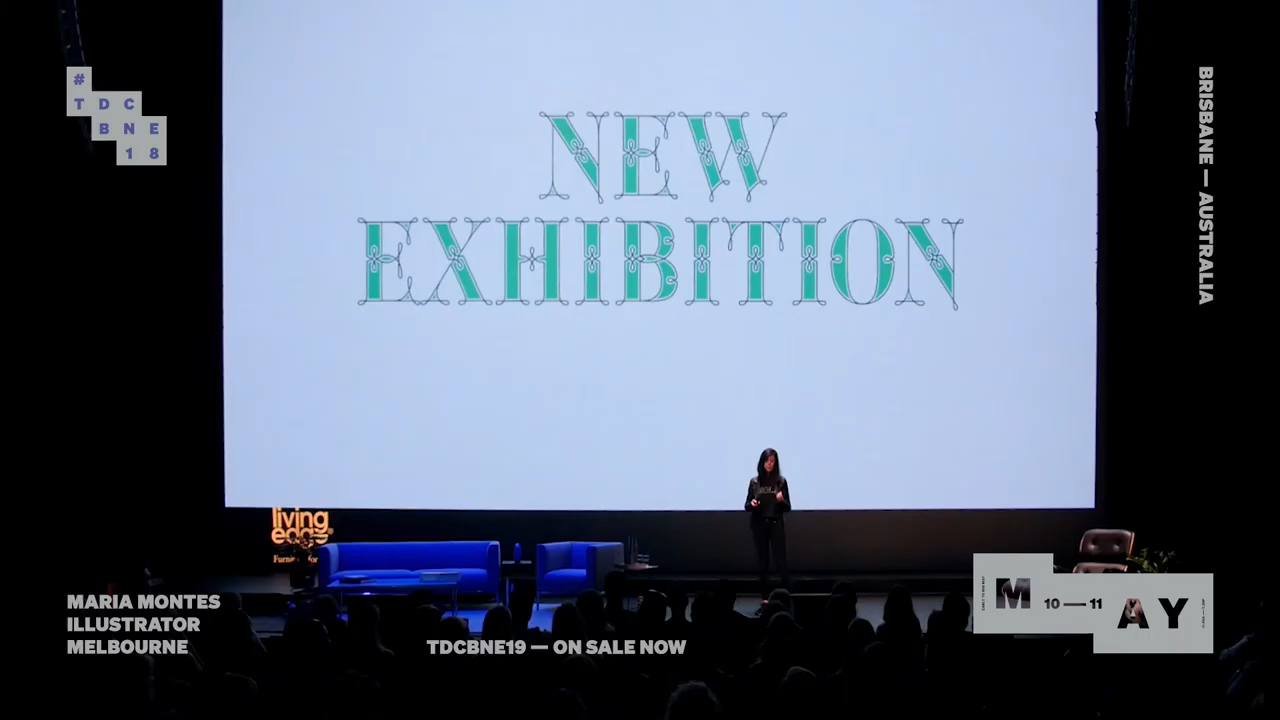 #
TDC
BNE
18
NEW
EXHIBITION
BRISBANE — AUSTRALIA
living
edge
MARIA MONTES
ILLUSTRATOR
MELBOURNE
TDCBNE19 — ON SALE NOW
M
10 — 11
AY